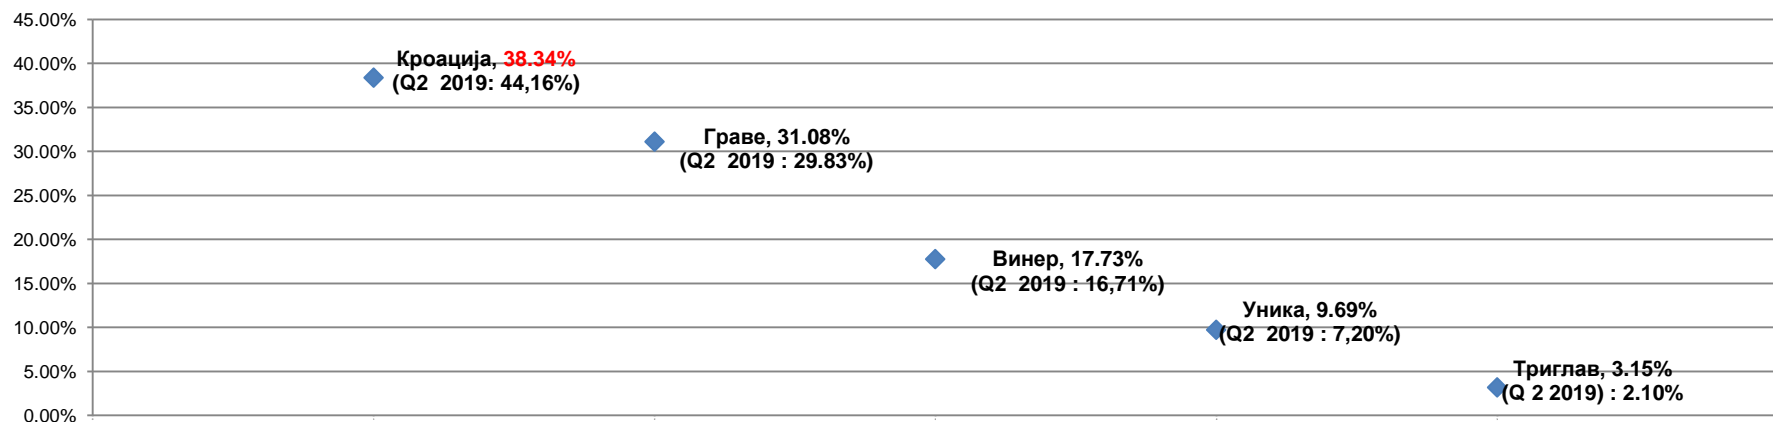 45.00%
40.00%
35.00%
30.00%
25.00%
20.00%
15.00%
10.00%
5.00%
0.00%
Кроација, 38.34%
(Q2 2019: 44,16%)
Граве, 31.08%
(Q2 2019 : 29.83%)
Винер, 17.73%
(Q2 2019 : 16,71%)
Уника, 9.69%
(Q2 2019 : 7,20%)
Триглав, 3.15%
(Q 2 2019) : 2.10%